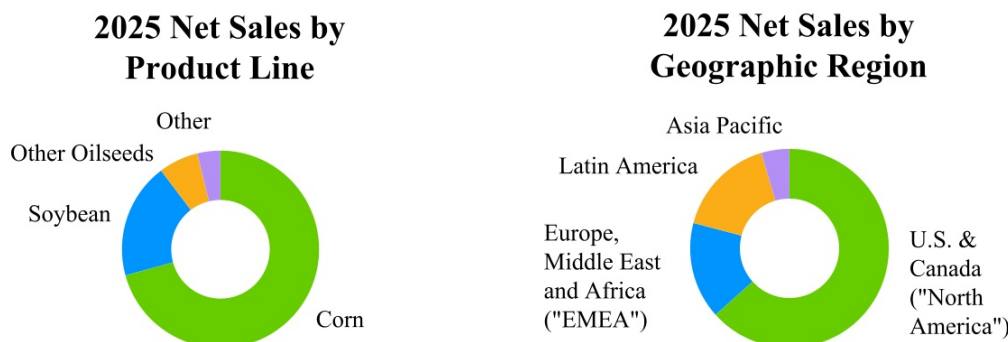 2025 Net Sales by
Product Line
Other
Other Oilseeds
Soybean
Corn
2025 Net Sales by
Geographic Region
Asia Pacific
Latin America
Europe,
Middle East
and Africa
("EMEA")
U.S. &
Canada
("North
America")